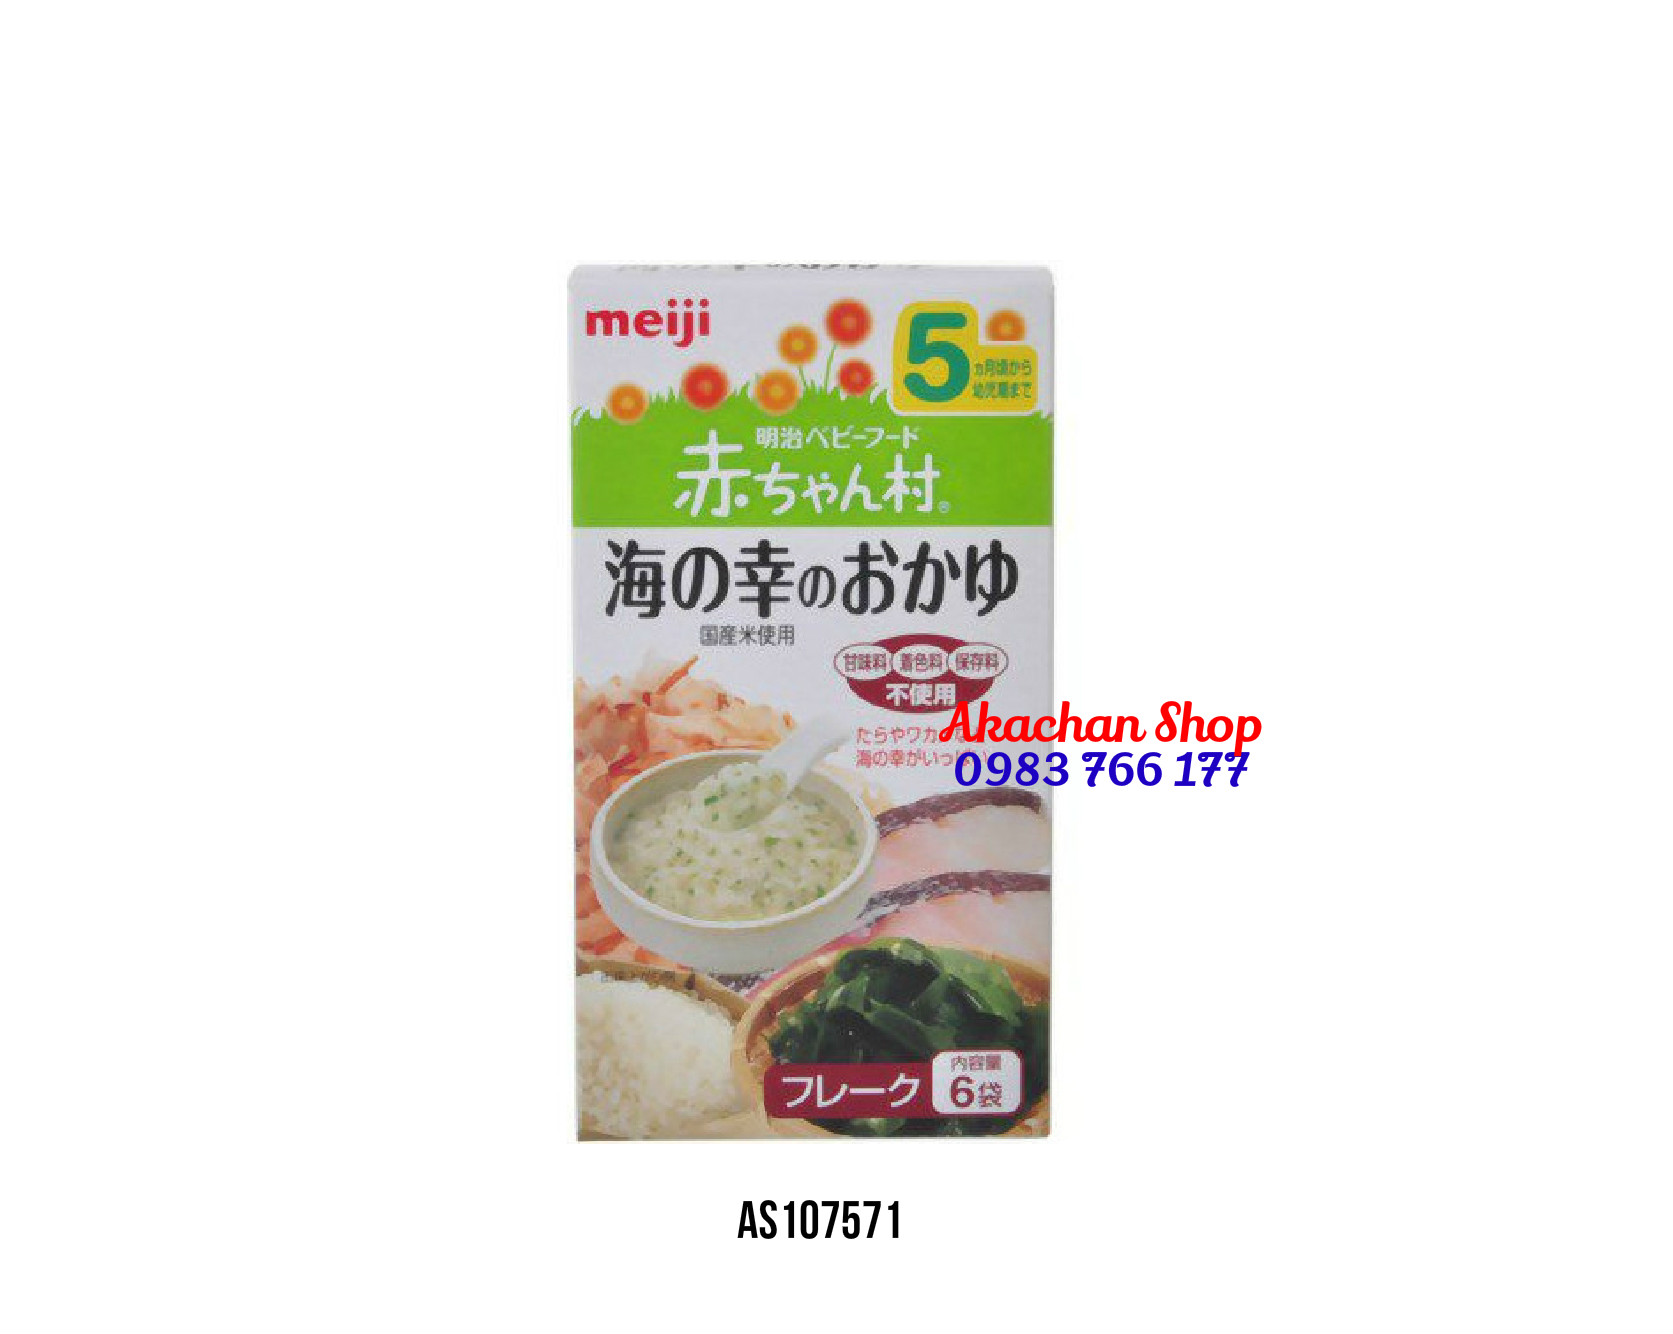 meiji
5
ヵ月頃から
幼児期まで
明治ベビーフード
赤ちゃん村®
海の幸のおかゆ
国産米使用
甘味料 着色料 保存料
不使用
Akachan Shop
たらやワカ
海の幸がいっぱい
0983 766 177
フレーク
内容量
6袋
AS107571